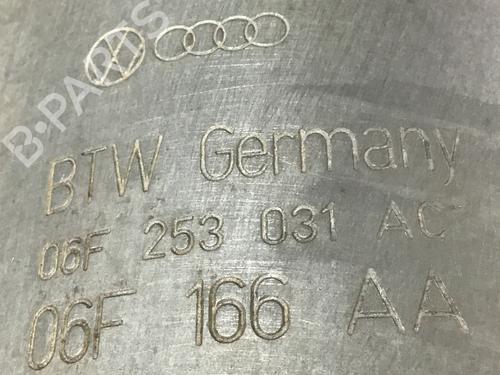 B-PARTS
BTW Germany
06F 253 031 AC
06F 166 AA